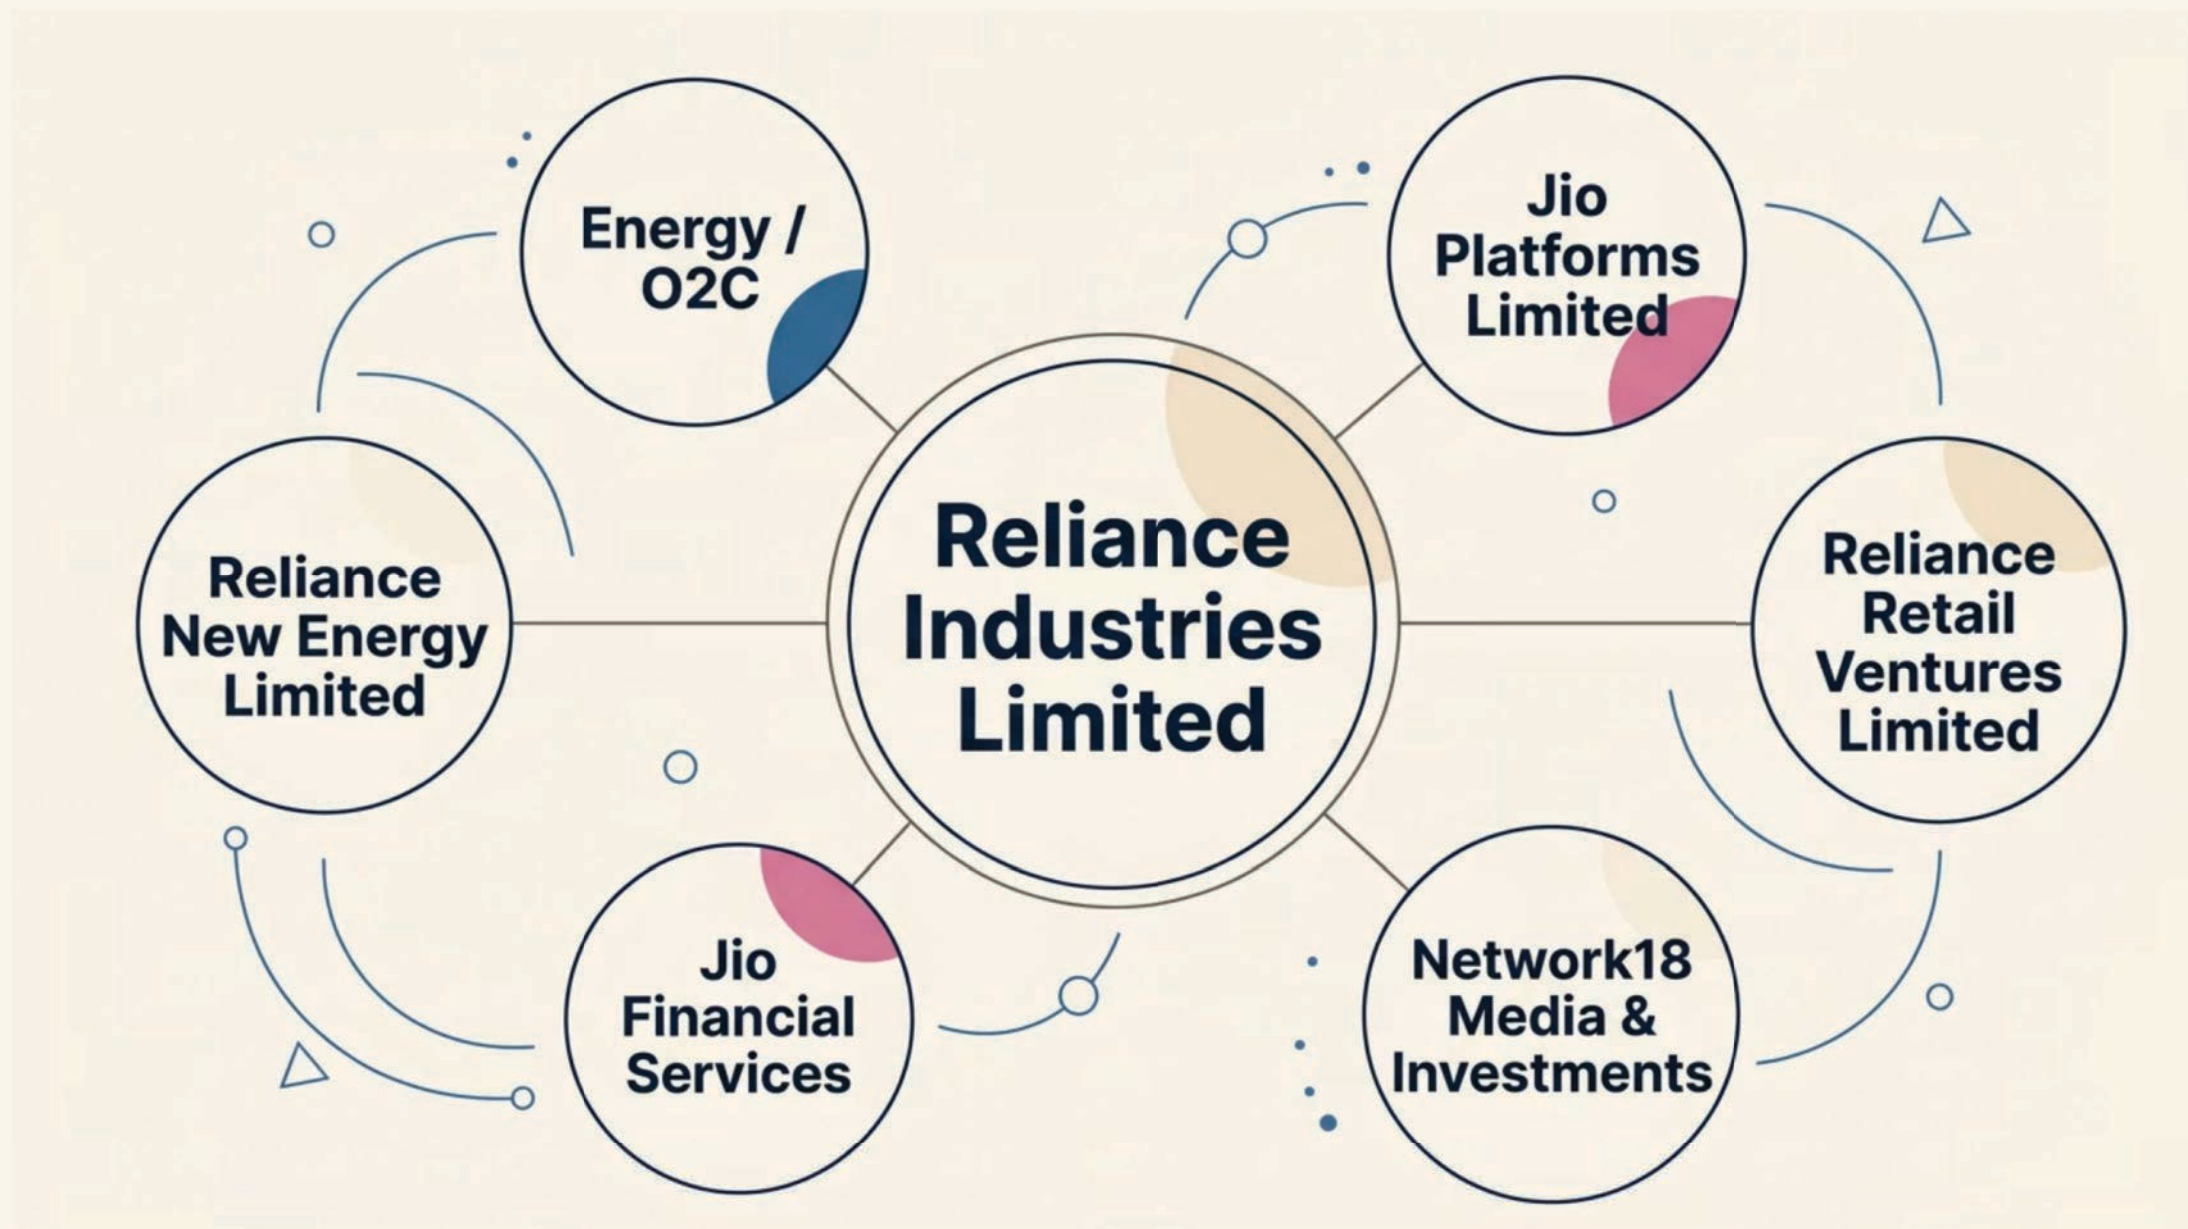 Energy /
O2C
Jio
Platforms
Limited
Reliance
New Energy
Limited
Reliance
Industries
Limited
Reliance
Retail
Ventures
Limited
Jio
Financial
Services
Network18
Media &
Investments